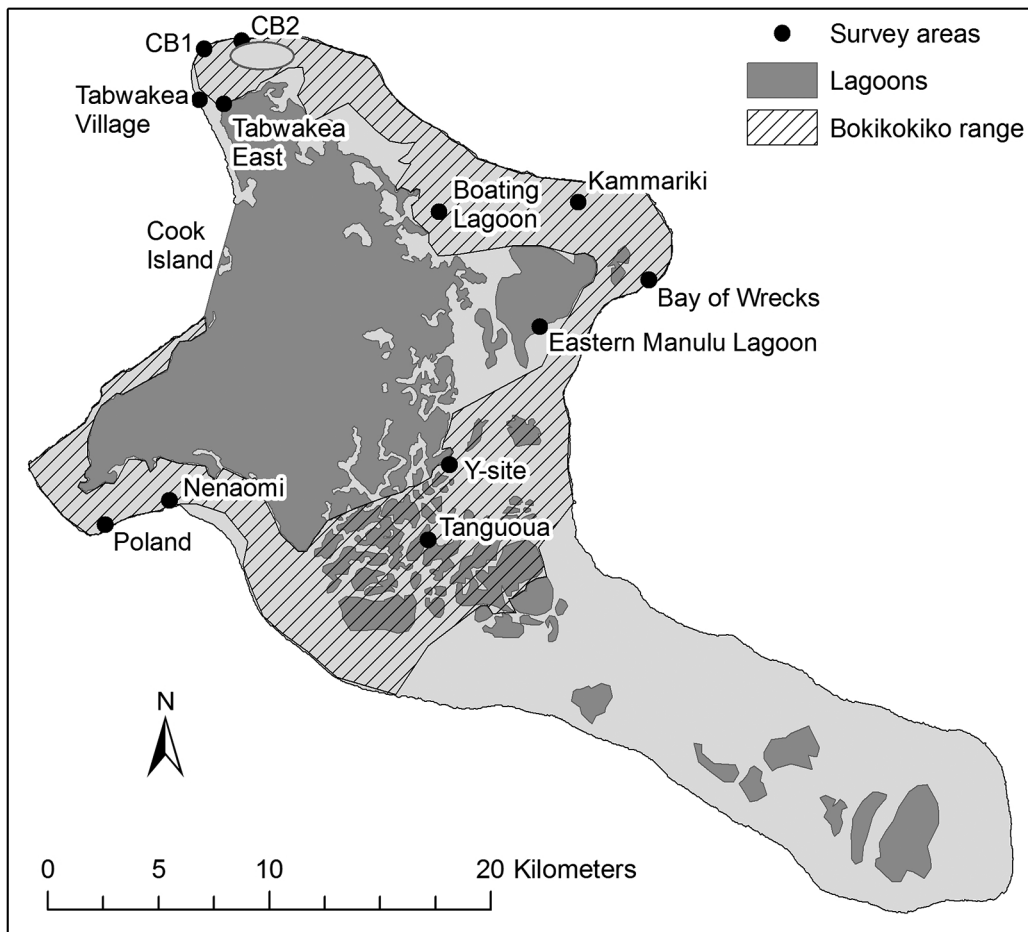 CB2
CB1
Survey areas
Lagoons
Bokikokiko range
Tabwakea
Village
Tabwakea
East
Boating
Lagoon
Kammariki
Cook
Island
Bay of Wrecks
Eastern Manulu Lagoon
Y-site
Nenaomi
Tanguoua
Poland
N
0 5 10 20 Kilometers